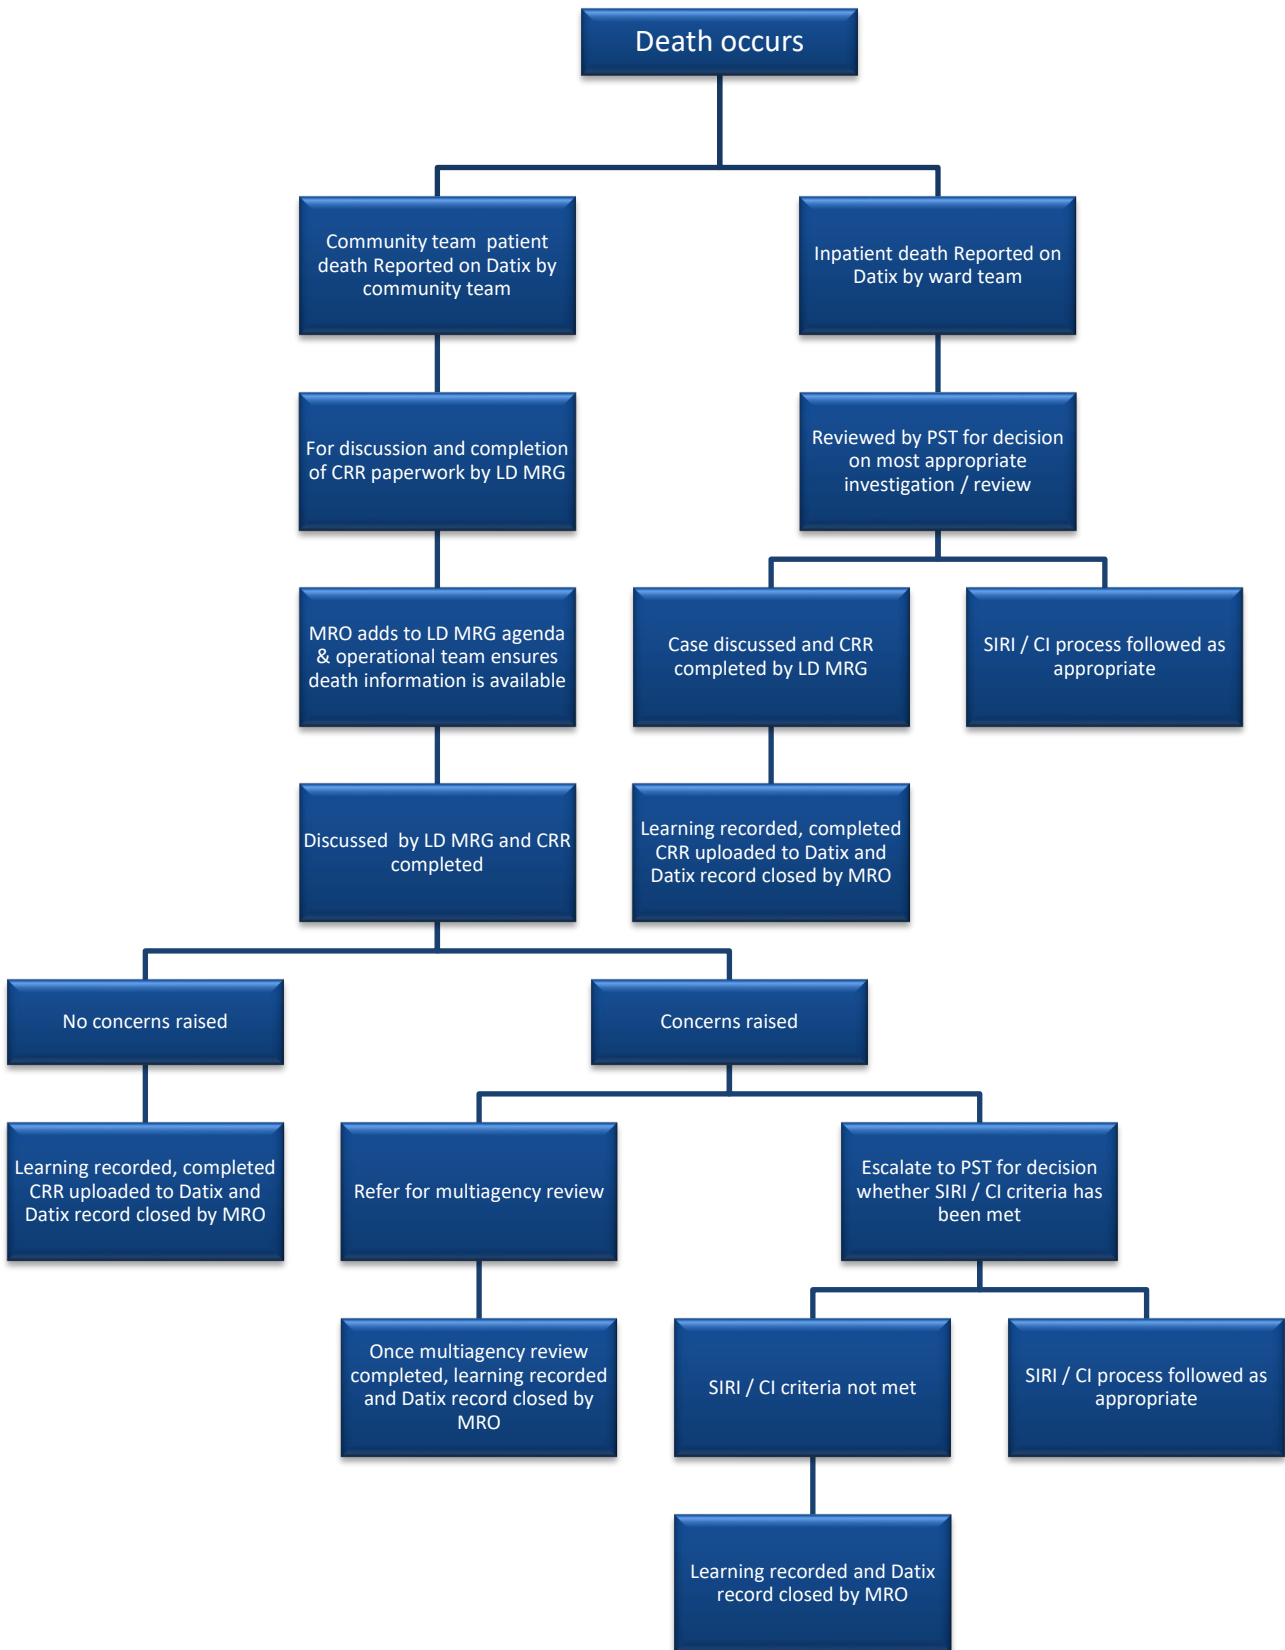 Death occurs
Community team  patient
death Reported on Datix by
community team
Inpatient death Reported on
Datix by ward team
For discussion and completion
of CRR paperwork by LD MRG
Reviewed by PST for decision
on most appropriate
investigation / review
MRO adds to LD MRG agenda
& operational team ensures
death information is available
Case discussed and CRR
completed by LD MRG
SIRI / CI process followed as
appropriate
Discussed  by LD MRG and CRR
completed
Learning recorded, completed
CRR uploaded to Datix and
Datix record closed by MRO
No concerns raised
Concerns raised
Learning recorded, completed
CRR uploaded to Datix and
Datix record closed by MRO
Refer for multiagency review
Escalate to PST for decision
whether SIRI / CI criteria has
been met
Once multiagency review
completed, learning recorded
and Datix record closed by
MRO
SIRI / CI criteria not met
SIRI / CI process followed as
appropriate
Learning recorded and Datix
record closed by MRO